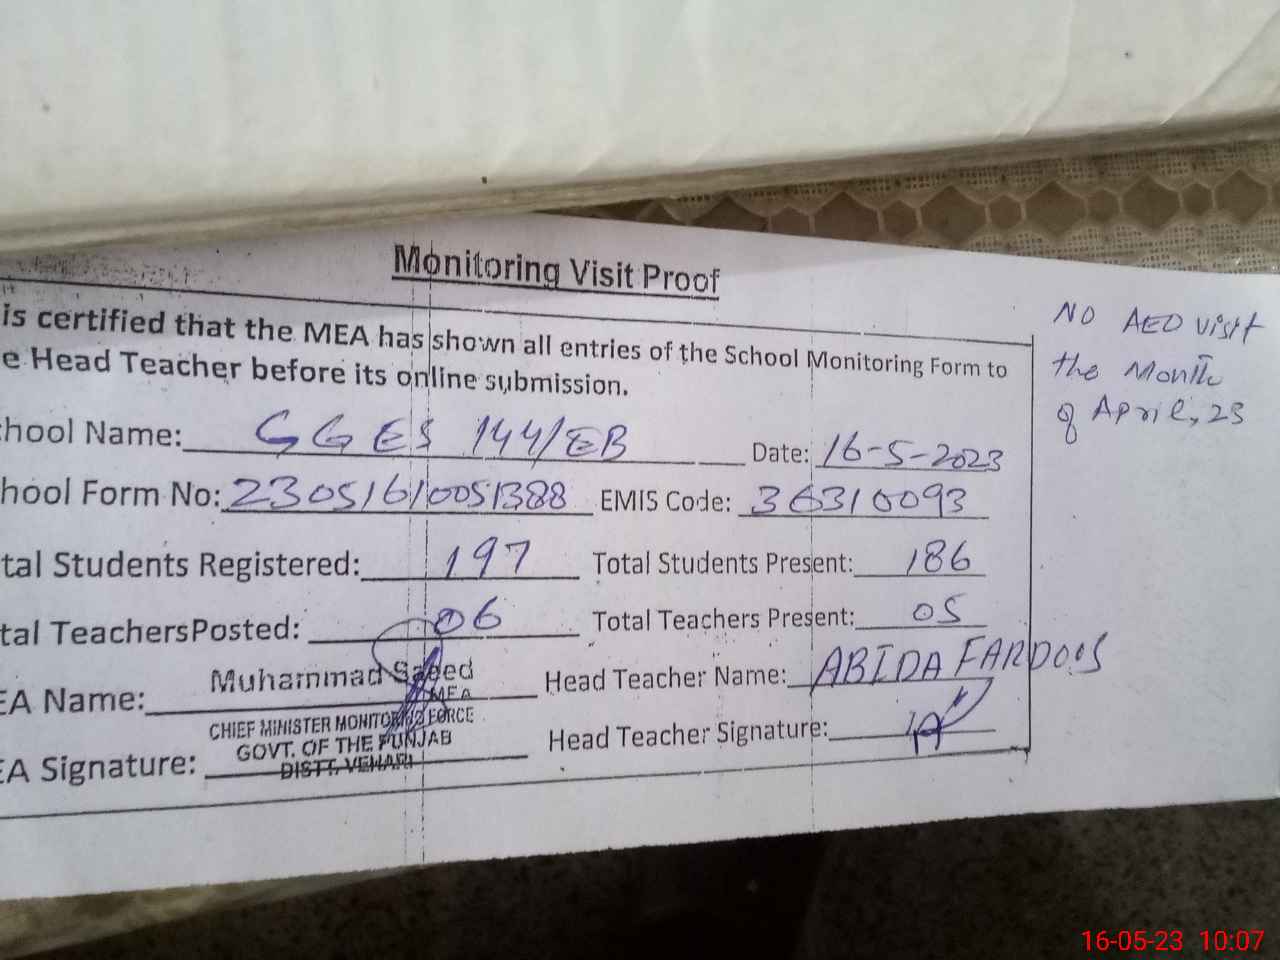 Monitoring Visit Proof
is certified that the MEA has shown all entries of the School Monitoring Form to
e Head Teacher before its online submission.
NO AEO visit
the Month
of April, 23
hool Name: GGES 144/EB Date: 16-5-2023
hool Form No: 23051610051388 EMIS Code: 36310093
tal Students Registered: 197 Total Students Present: 186
tal TeachersPosted: 06 Total Teachers Present: 05
EA Name: Muhammad Saeed Head Teacher Name: ABIDA FARDOOS
MEA
CHIEF MINISTER MONITORING FORCE
GOVT. OF THE PUNJAB
EA Signature: DISTT. VEHARI Head Teacher Signature:
16-05-23 10:07